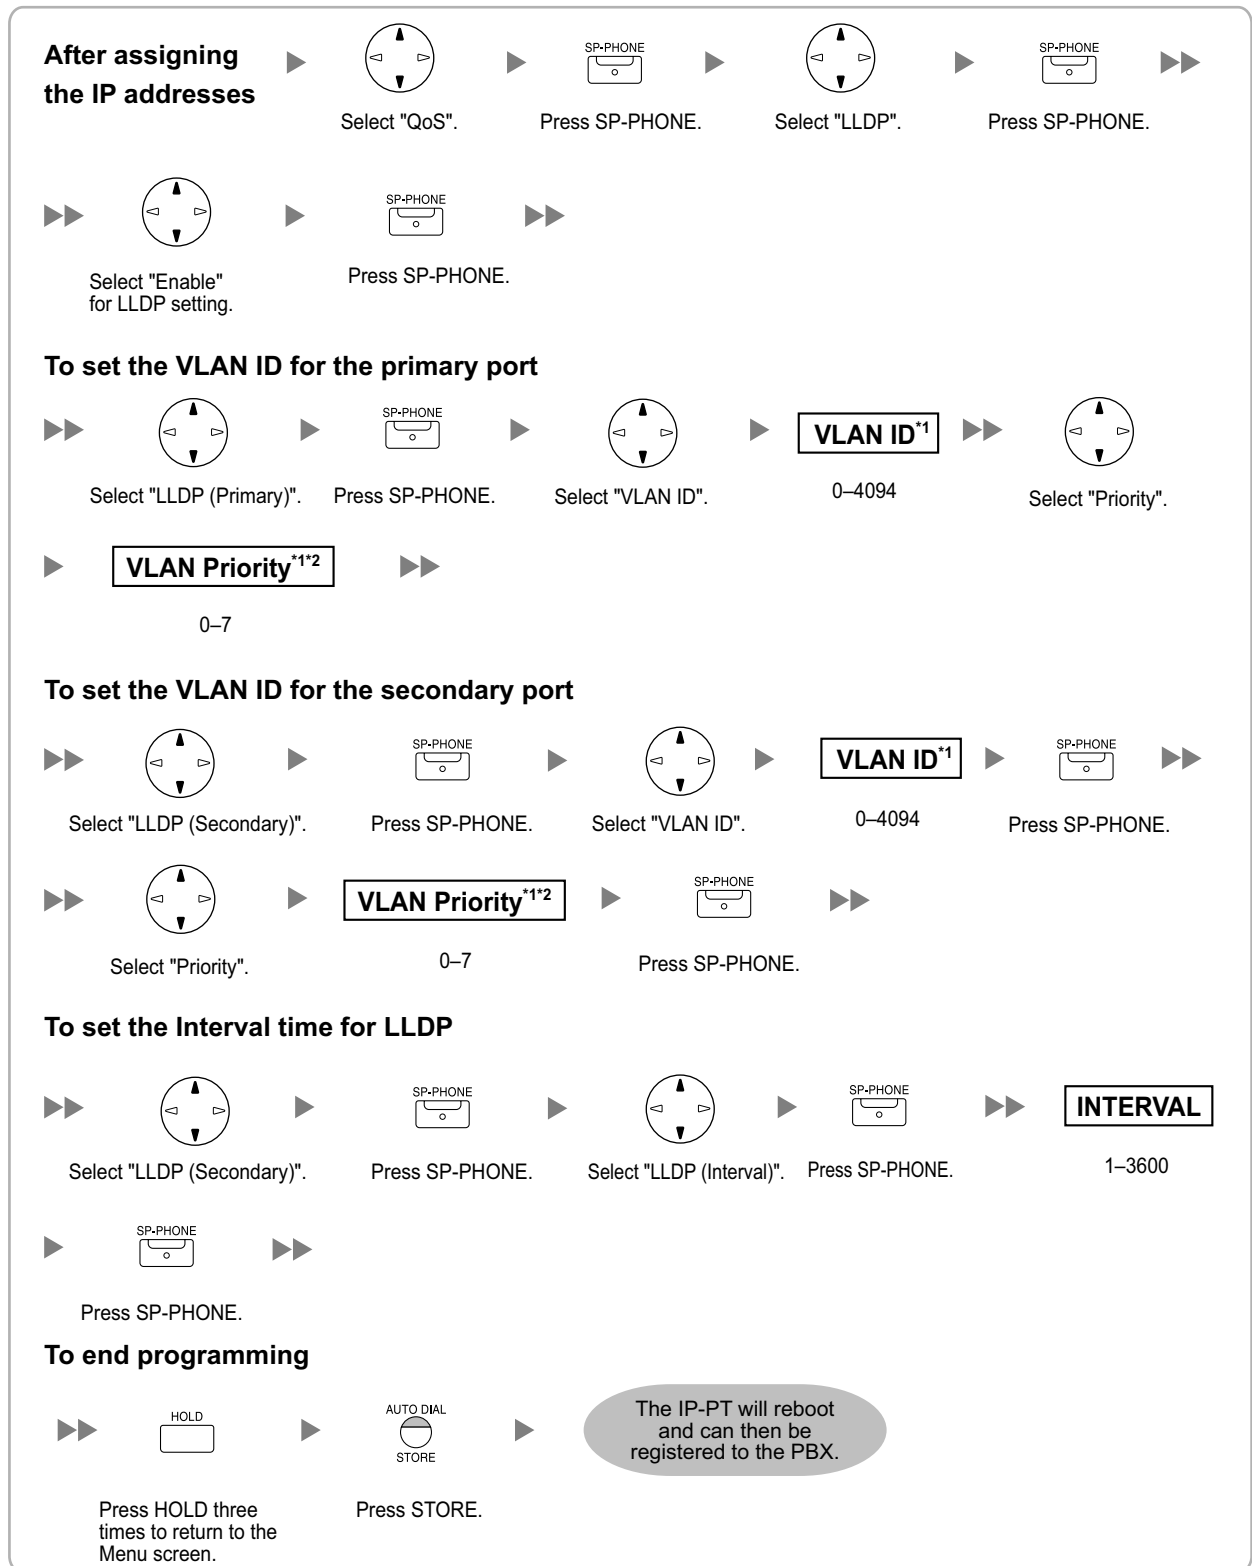 After assigning
the IP addresses
SP-PHONE
SP-PHONE
Select "QoS".
Press SP-PHONE.
Select "LLDP".
Press SP-PHONE.
SP-PHONE
Select "Enable"
for LLDP setting.
Press SP-PHONE.
To set the VLAN ID for the primary port
SP-PHONE
VLAN ID*1
Select "LLDP (Primary)".
Press SP-PHONE.
Select "VLAN ID".
0–4094
Select "Priority".
VLAN Priority*1*2
0–7
To set the VLAN ID for the secondary port
SP-PHONE
VLAN ID*1
SP-PHONE
Select "LLDP (Secondary)".
Press SP-PHONE.
Select "VLAN ID".
0–4094
Press SP-PHONE.
VLAN Priority*1*2
SP-PHONE
Select "Priority".
0–7
Press SP-PHONE.
To set the Interval time for LLDP
SP-PHONE
SP-PHONE
INTERVAL
Select "LLDP (Secondary)".
Press SP-PHONE.
Select "LLDP (Interval)".
Press SP-PHONE.
1–3600
SP-PHONE
Press SP-PHONE.
To end programming
HOLD
AUTO DIAL
STORE
The IP-PT will reboot
and can then be
registered to the PBX.
Press HOLD three
times to return to the
Menu screen.
Press STORE.